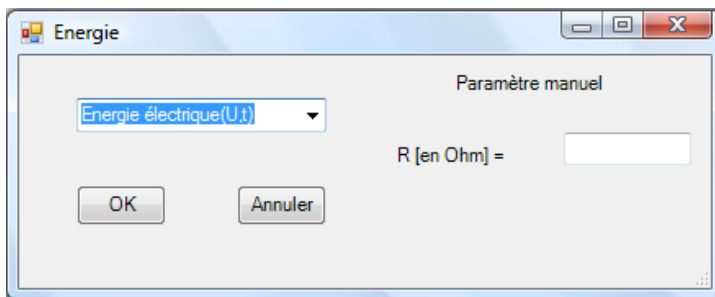 Energie
Paramètre manuel
Energie électrique(U,t)
R [en Ohm] =
OK
Annuler